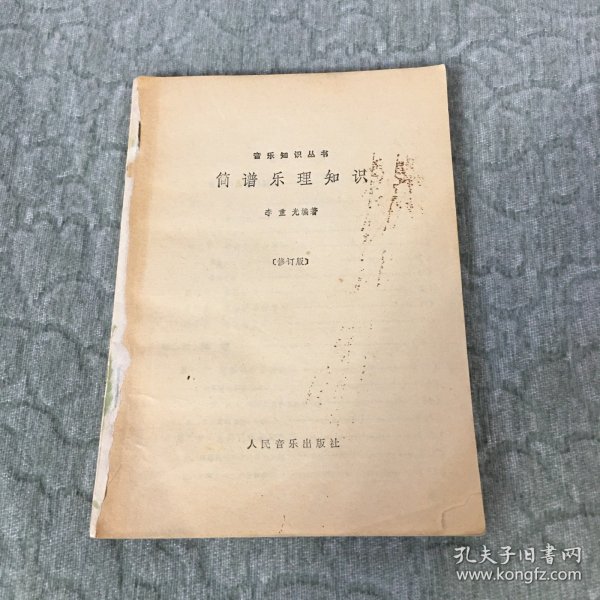 音乐知识丛书
简谱乐理知识
李重光编著
〔修订版〕
人民音乐出版社
孔夫子旧书网
www.kongfz.com